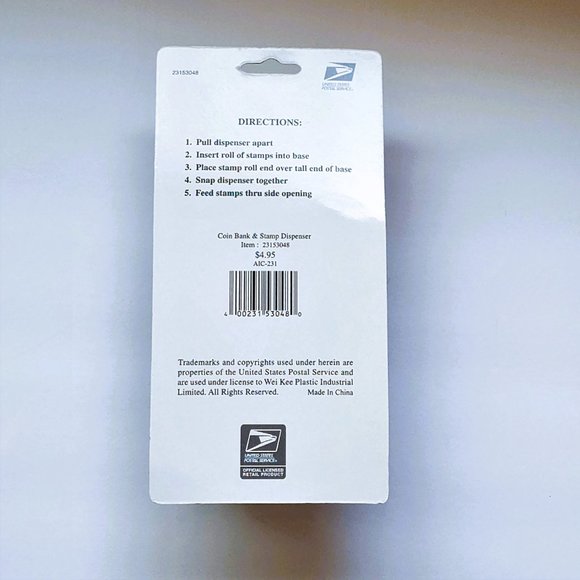 23153048
UNITED STATES
POSTAL SERVICE
DIRECTIONS:
1. Pull dispenser apart
2. Insert roll of stamps into base
3. Place stamp roll end over tall end of base
4. Snap dispenser together
5. Feed stamps thru side opening
Coin Bank & Stamp Dispenser
Item : 23153048
$4.95
AIC-231
4 00231 53048 0
Trademarks and copyrights used under herein are
properties of the United States Postal Service and
are used under license to Wei Kee Plastic Industrial
Limited. All Rights Reserved. Made In China
UNITED STATES
POSTAL SERVICE
OFFICIAL LICENSED
RETAIL PRODUCT